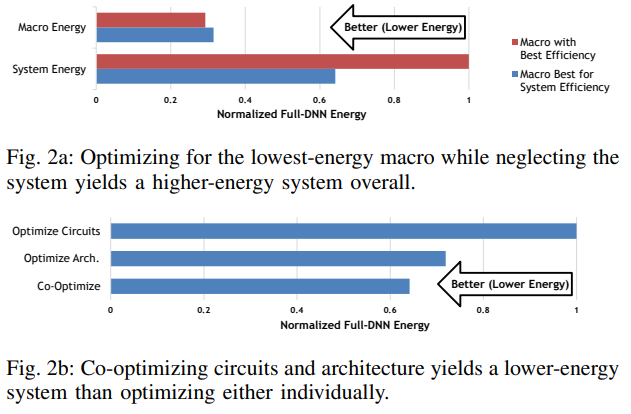 Macro Energy
Better (Lower Energy)
System Energy
Macro with
Best Efficiency
Macro Best for
System Efficiency
0 0.2 0.4 0.6 0.8 1
Normalized Full-DNN Energy
Fig. 2a: Optimizing for the lowest-energy macro while neglecting the
system yields a higher-energy system overall.
Optimize Circuits
Optimize Arch.
Co-Optimize
Better (Lower Energy)
0 0.2 0.4 0.6 0.8 1
Normalized Full-DNN Energy
Fig. 2b: Co-optimizing circuits and architecture yields a lower-energy
system than optimizing either individually.